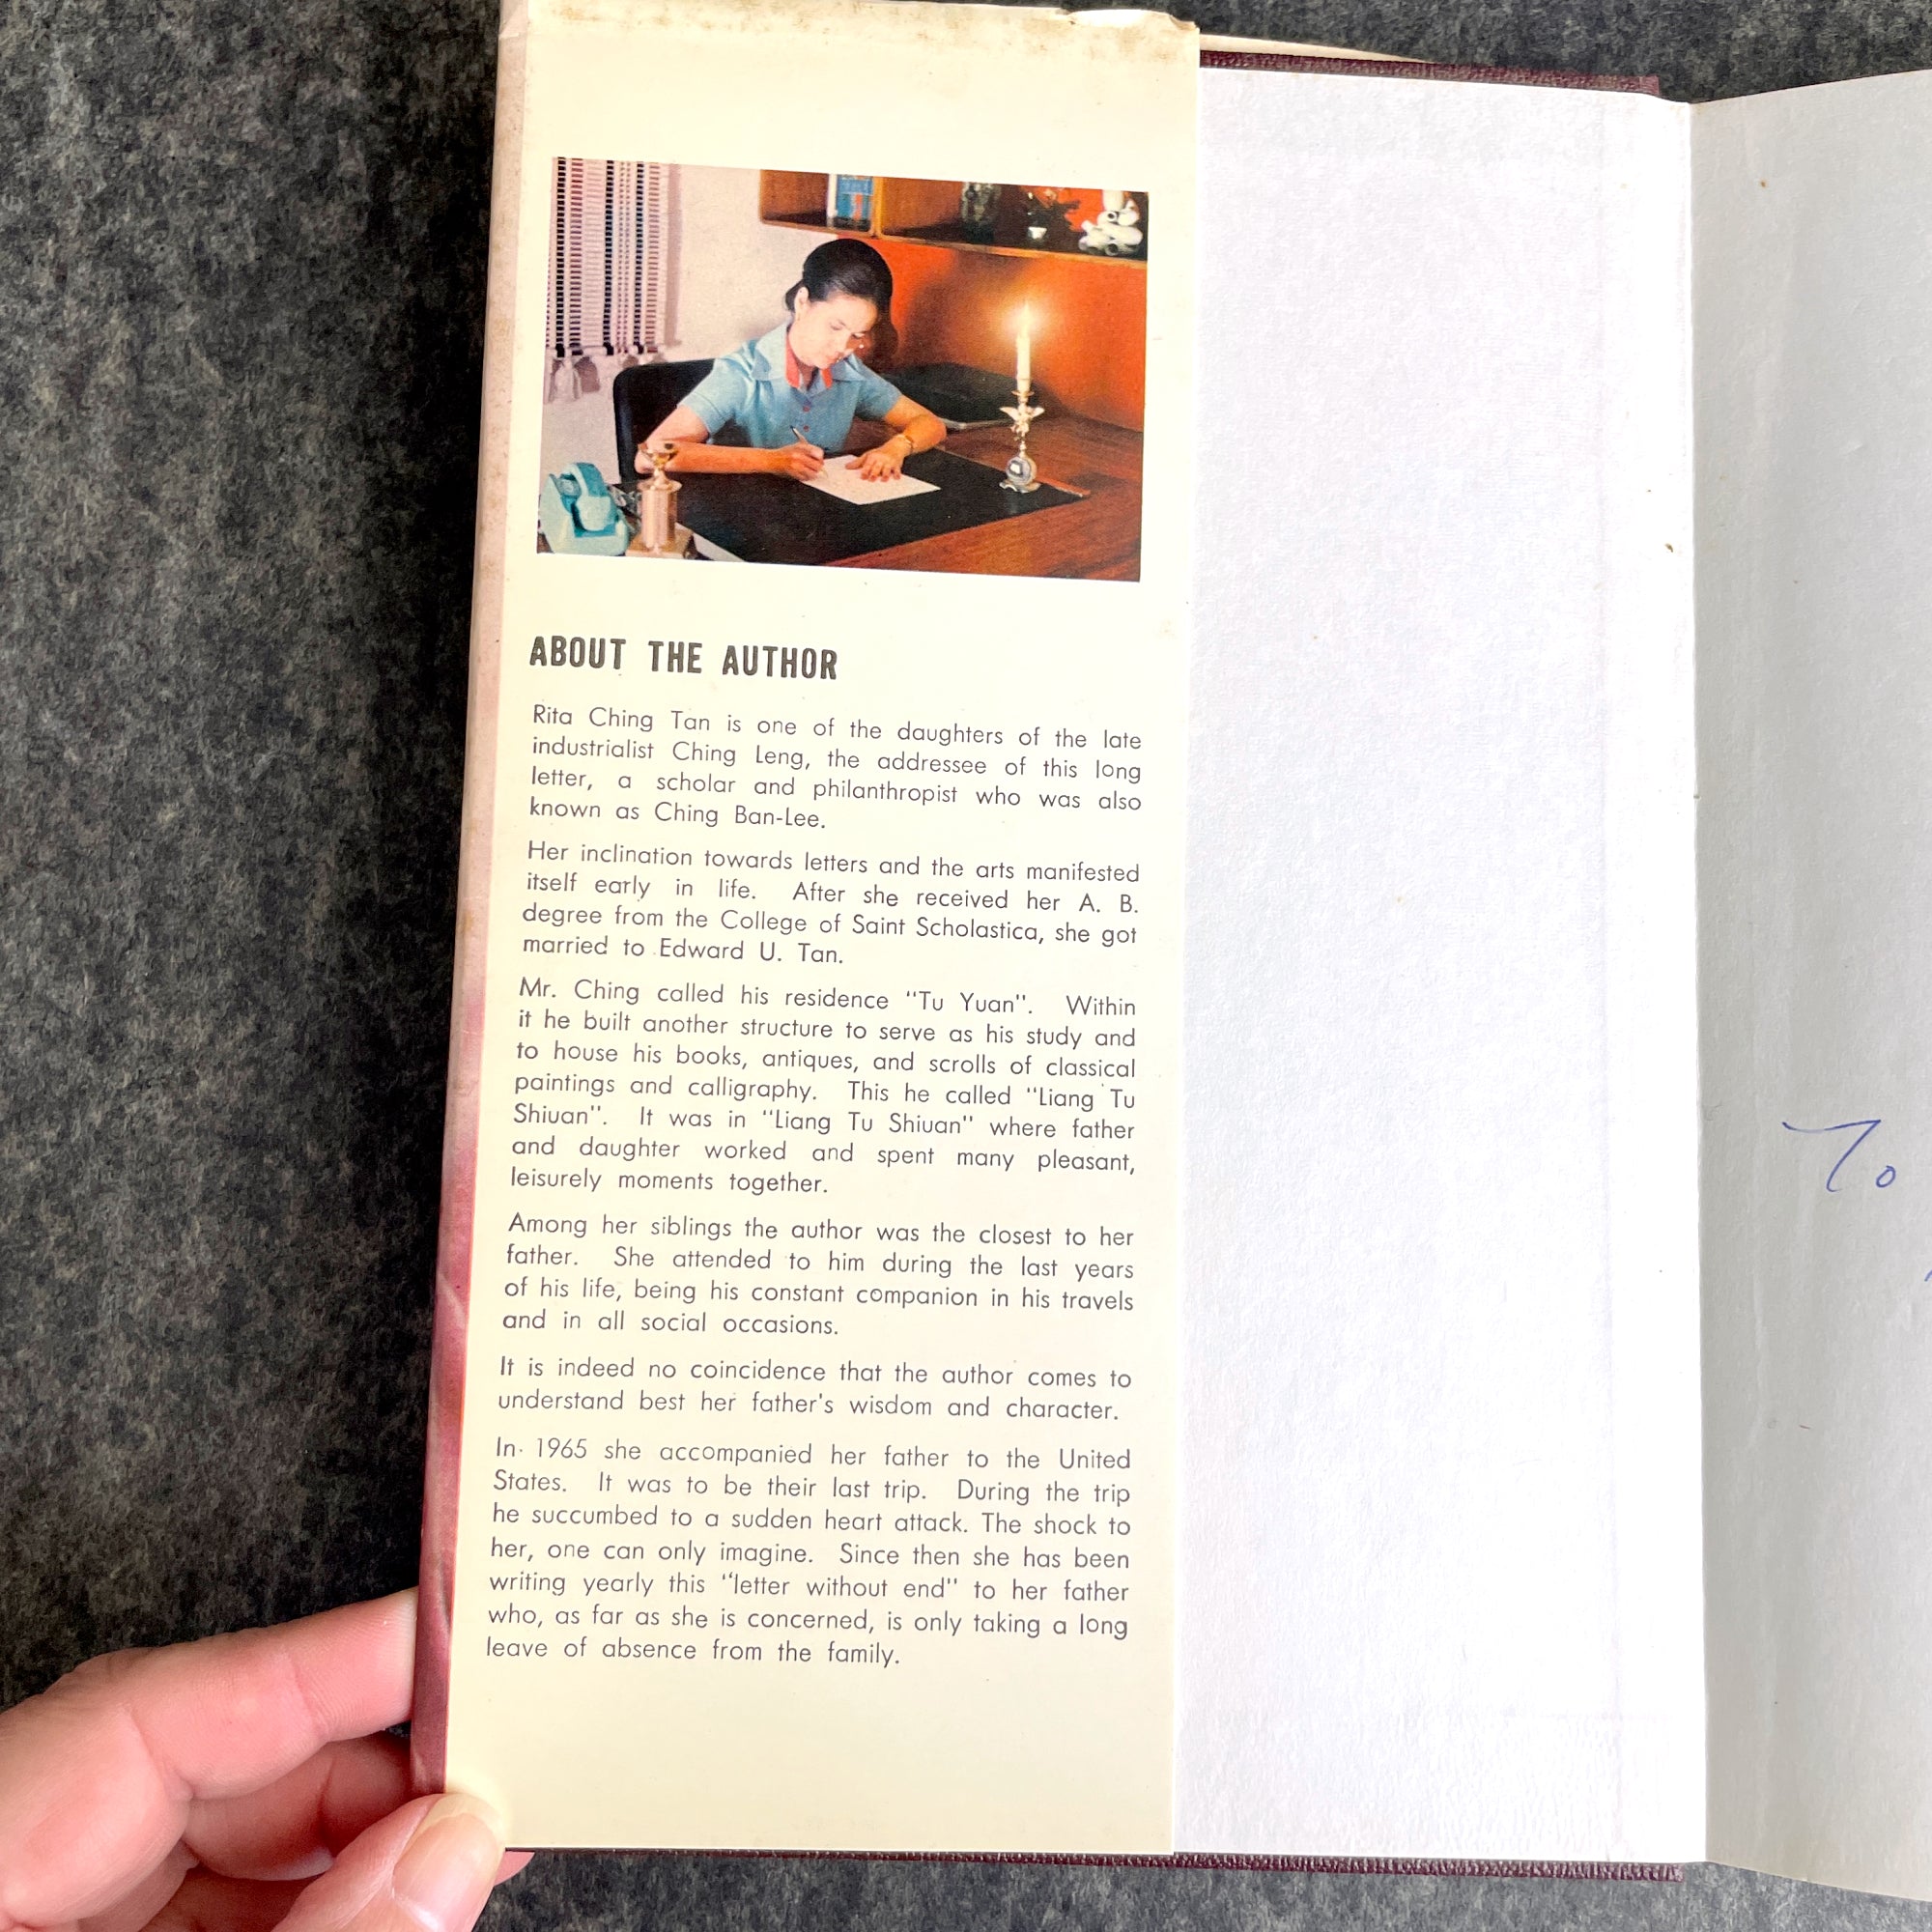 ABOUT THE AUTHOR
Rita Ching Tan is one of the daughters of the late
industrialist Ching Leng, the addressee of this long
letter, a scholar and philanthropist who was also
known as Ching Ban-Lee.
Her inclination towards letters and the arts manifested
itself early in life. After she received her A. B.
degree from the College of Saint Scholastica, she got
married to Edward U. Tan.
Mr. Ching called his residence "Tu Yuan". Within
it he built another structure to serve as his study and
to house his books, antiques, and scrolls of classical
paintings and calligraphy. This he called "Liang Tu
Shiuan". It was in "Liang Tu Shiuan" where father
and daughter worked and spent many pleasant,
leisurely moments together.
Among her siblings the author was the closest to her
father. She attended to him during the last years
of his life, being his constant companion in his travels
and in all social occasions.
It is indeed no coincidence that the author comes to
understand best her father's wisdom and character.
In 1965 she accompanied her father to the United
States. It was to be their last trip. During the trip
he succumbed to a sudden heart attack. The shock to
her, one can only imagine. Since then she has been
writing yearly this "letter without end" to her father
who, as far as she is concerned, is only taking a long
leave of absence from the family.
To